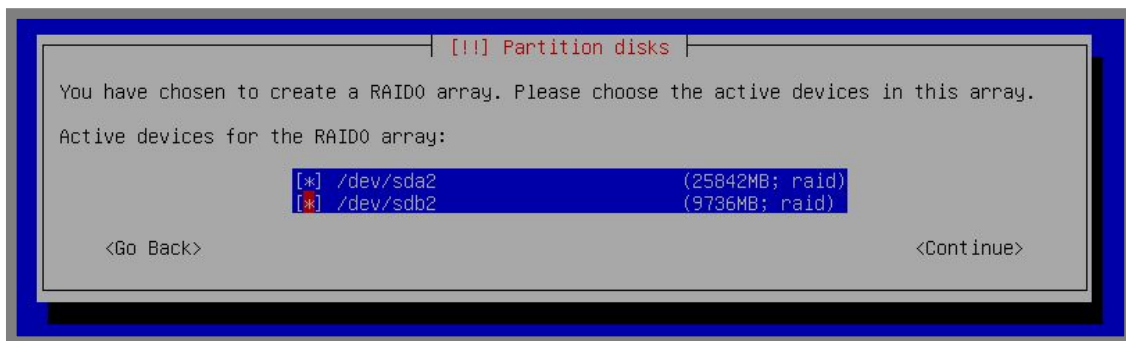 [!!] Partition disks
You have chosen to create a RAID0 array. Please choose the active devices in this array.
Active devices for the RAID0 array:
[*] /dev/sda2 (25842MB; raid)
[*] /dev/sdb2 (9736MB; raid)
<Go Back> <Continue>